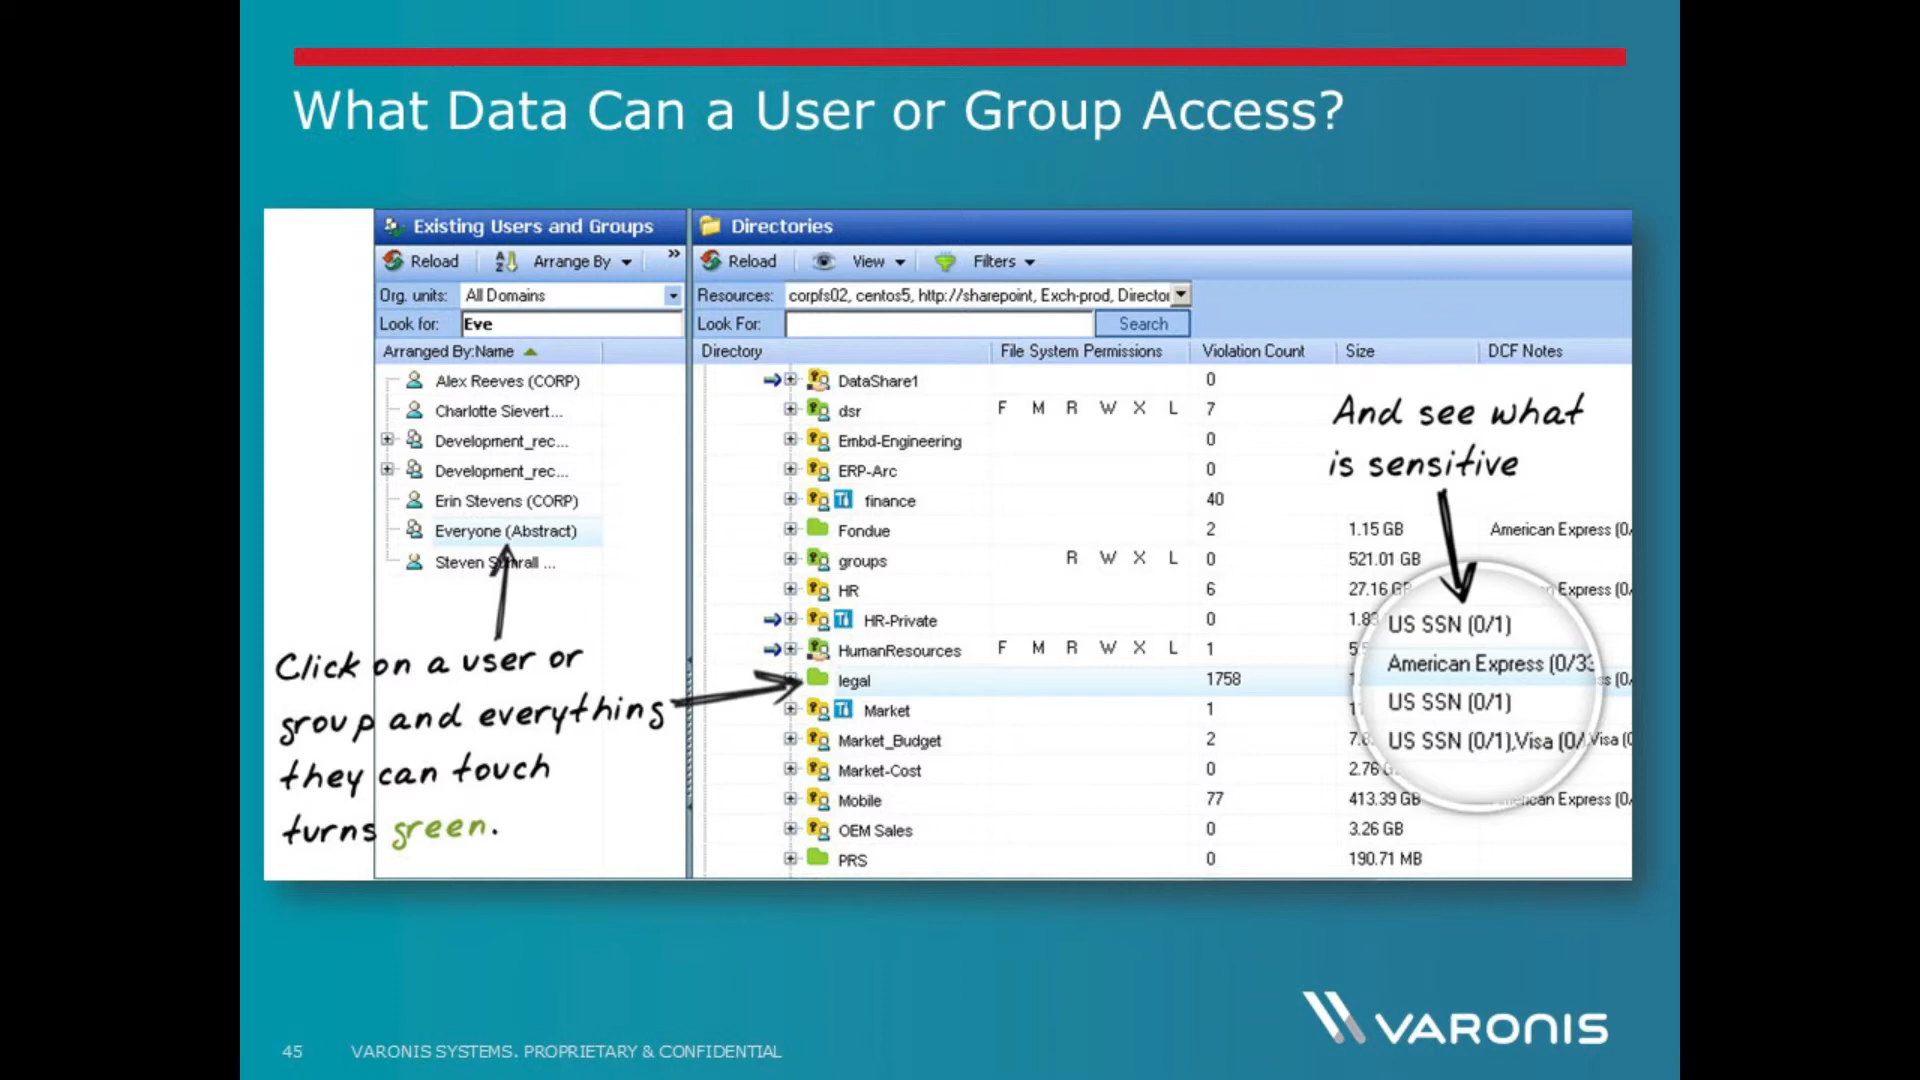 What Data Can a User or Group Access?
Existing Users and Groups
Reload Arrange By »
Org. units: All Domains
Look for: Eve
Arranged By:Name
Alex Reeves (CORP)
Charlotte Sievert...
Development_rec...
Development_rec...
Erin Stevens (CORP)
Everyone (Abstract)
Steven ...
Click on a user or
group and everything
they can touch
turns green.
Directories
Reload View Filters
Resources: corpfs02, centos5, http://sharepoint, Exch-prod, Director
Look For: Search
Directory File System Permissions Violation Count Size DCF Notes
DataShare1 0
dsr F M R W X L 7
Embd-Engineering 0
ERP-Arc 0
finance 40
Fondue 2 1.15 GB American Express (0/
groups R W X L 0 521.01 GB
HR 6 27.16 Express (0/
HR-Private 0
HumanResources F M R W X L 1
legal 1758
Market 1
Market_Budget 2
Market-Cost 0 2.76
Mobile 77 413.39 GB Express (0/
OEM Sales 0 3.26 GB
PRS 0 190.71 MB
And see what
is sensitive
US SSN (0/1)
American Express (0/33
US SSN (0/1)
US SSN (0/1),Visa (0/
VARONIS
45 VARONIS SYSTEMS. PROPRIETARY & CONFIDENTIAL